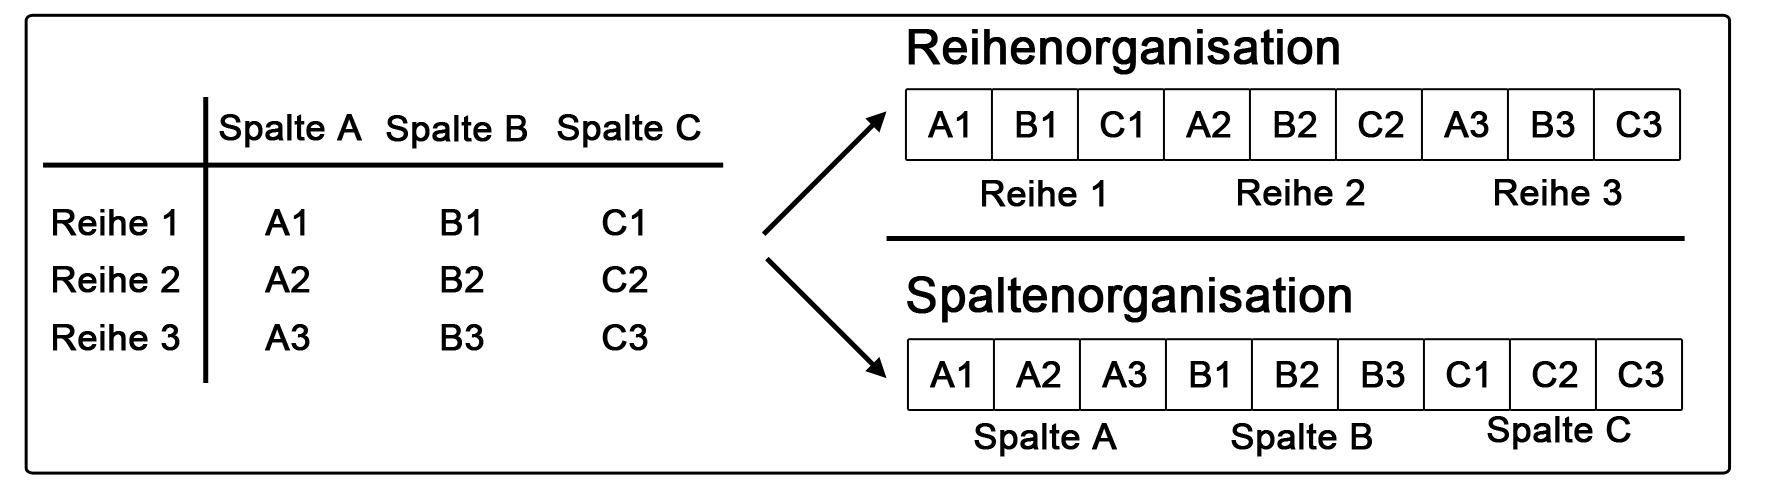 Spalte A Spalte B Spalte C
Reihe 1 A1 B1 C1
Reihe 2 A2 B2 C2
Reihe 3 A3 B3 C3
Reihenorganisation
A1 B1 C1 A2 B2 C2 A3 B3 C3
Reihe 1 Reihe 2 Reihe 3
Spaltenorganisation
A1 A2 A3 B1 B2 B3 C1 C2 C3
Spalte A Spalte B Spalte C